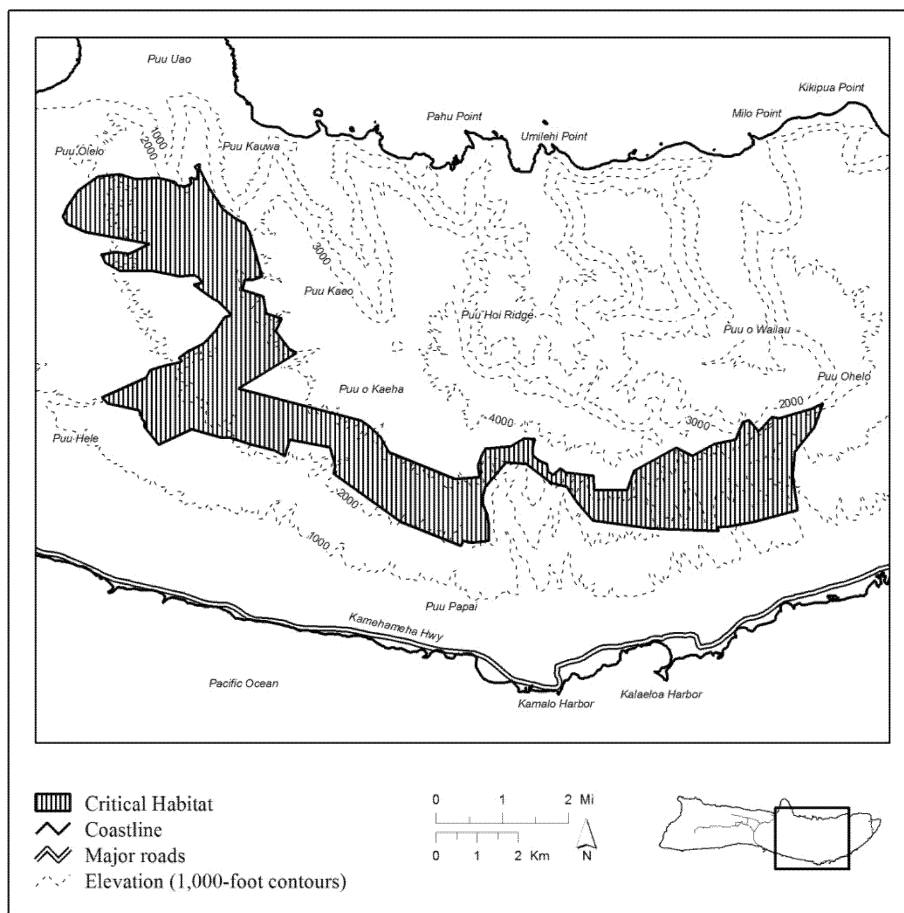 Puu Uao
Kikipua Point
Pahu Point
Milo Point
Umilehi Point
1000
2000
Puu Olelo
Puu Kauwa
3000
Puu Kaeo
Puu Hoi Ridge
Puu o Wailau
Puu o Kaeha
Puu Ohelo
2000
4000
3000
Puu Hele
2000
1000
Puu Papai
Kamehameha Hwy
Pacific Ocean
Kamalo Harbor
Kalaeloa Harbor
Critical Habitat
Coastline
Major roads
Elevation (1,000-foot contours)
0 1 2 Mi
0 1 2 Km
N